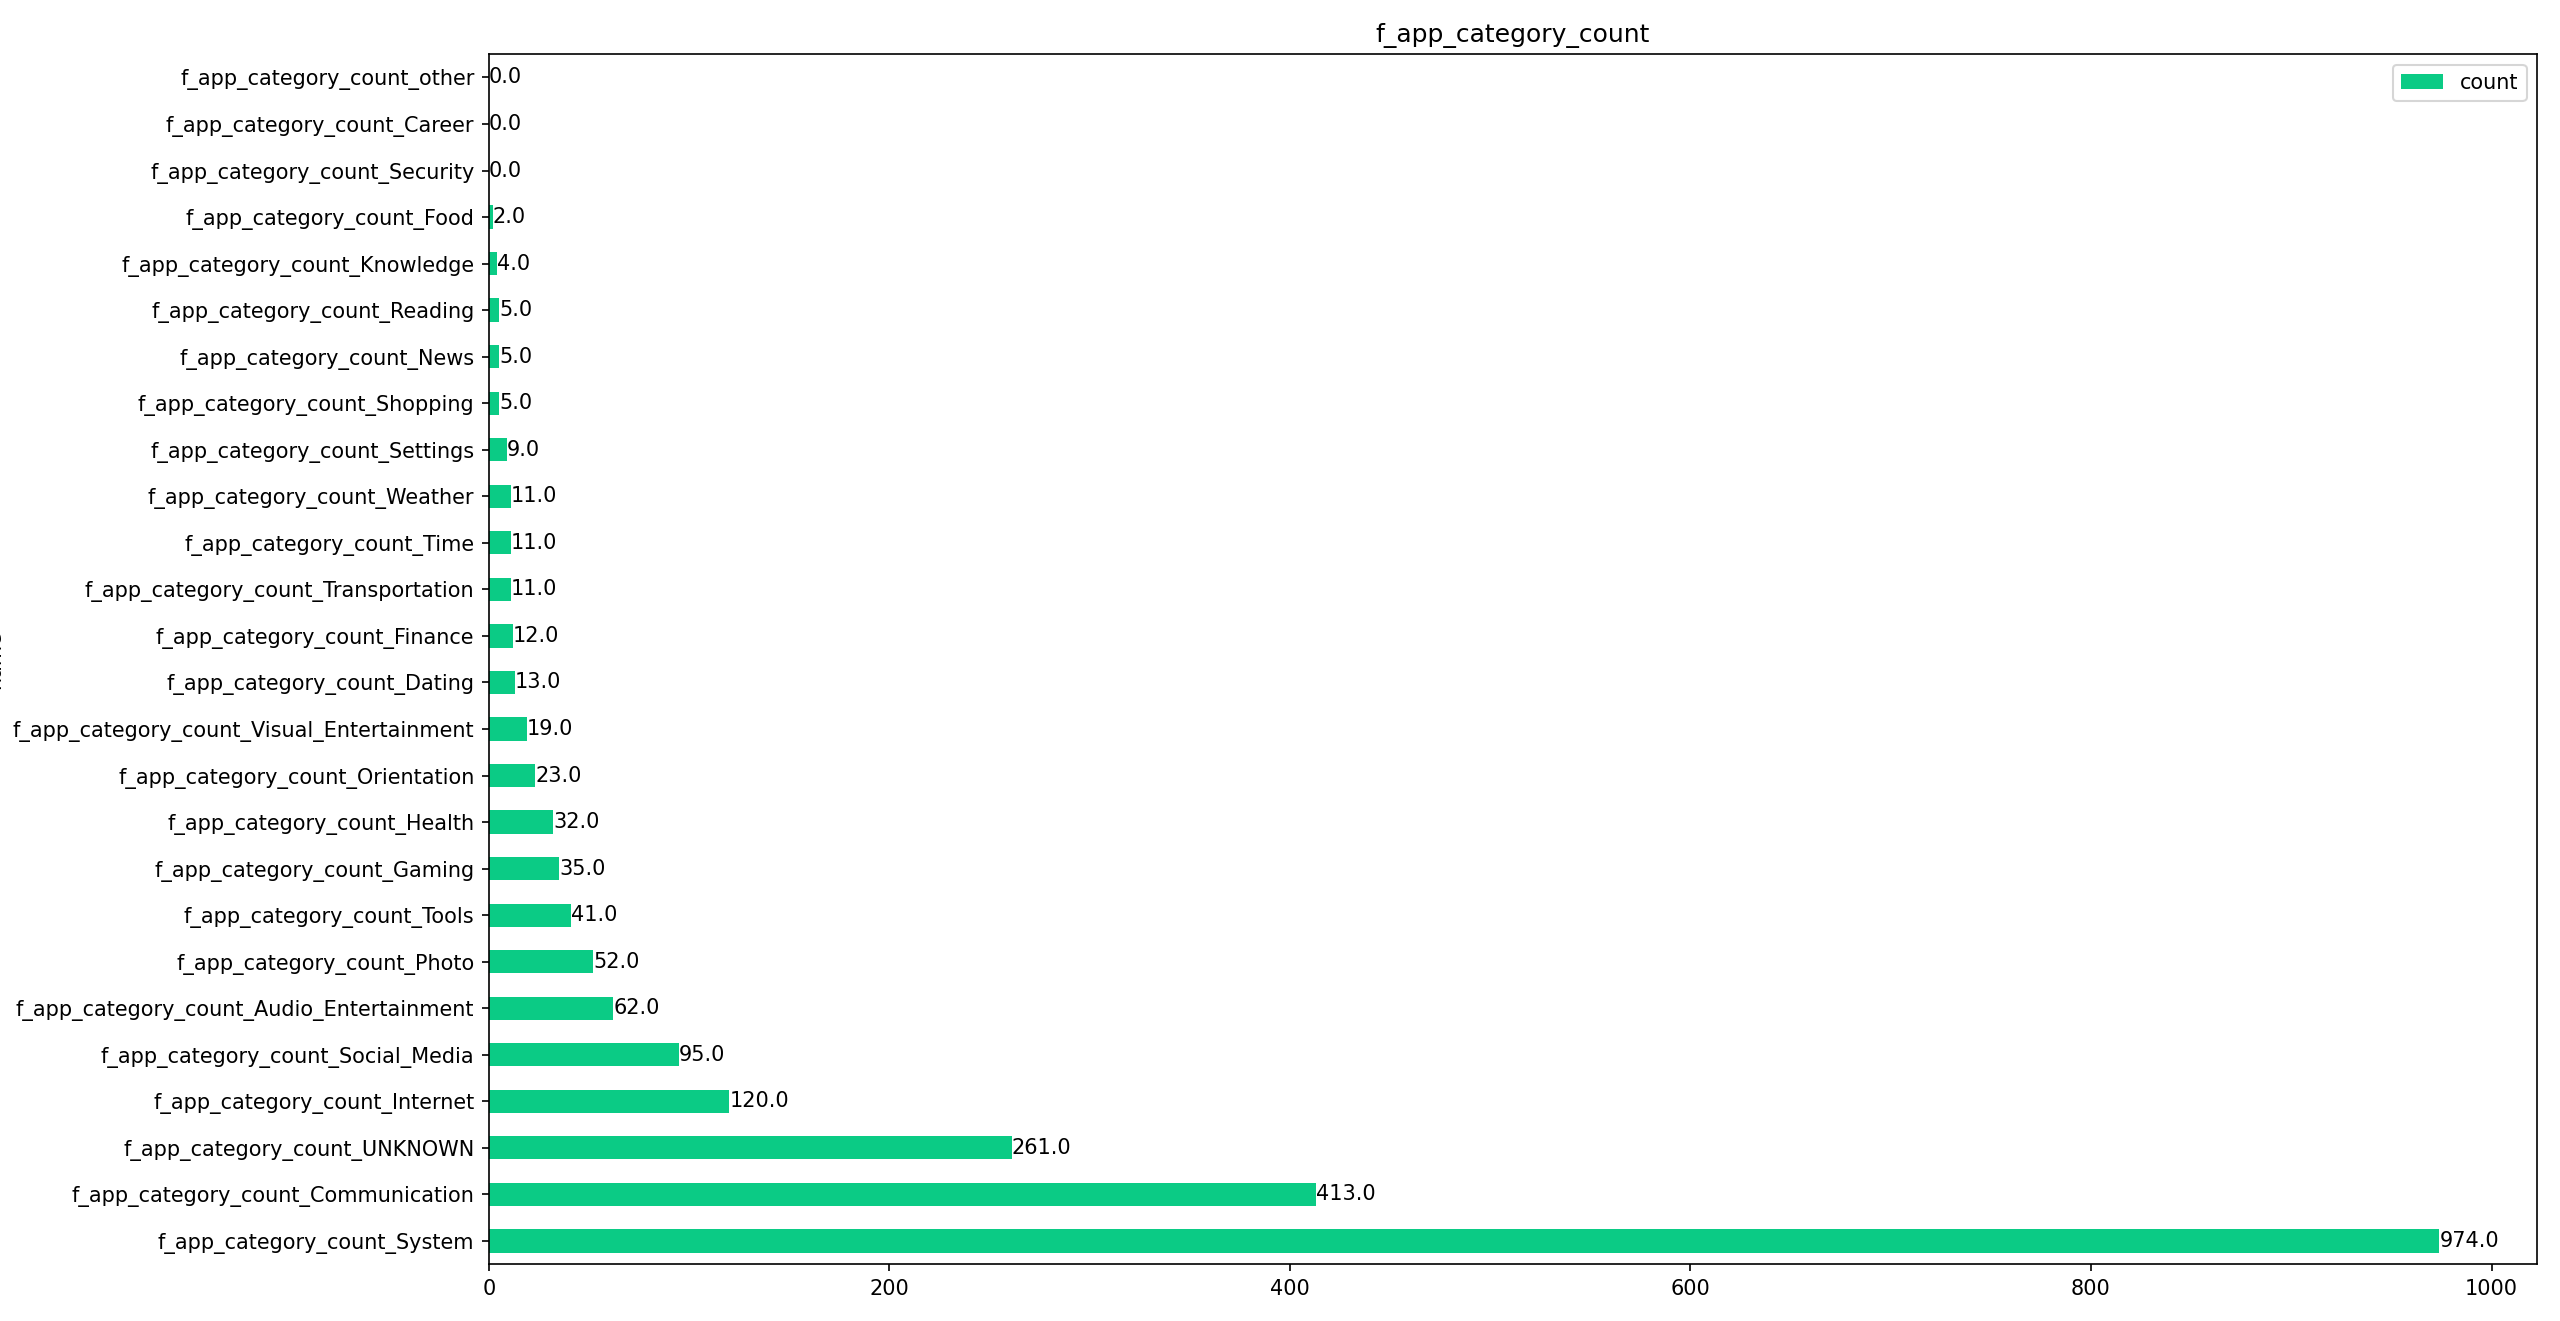 f_app_category_count
count
f_app_category_count_other 0.0
f_app_category_count_Career 0.0
f_app_category_count_Security 0.0
f_app_category_count_Food 2.0
f_app_category_count_Knowledge 4.0
f_app_category_count_Reading 5.0
f_app_category_count_News 5.0
f_app_category_count_Shopping 5.0
f_app_category_count_Settings 9.0
f_app_category_count_Weather 11.0
f_app_category_count_Time 11.0
f_app_category_count_Transportation 11.0
f_app_category_count_Finance 12.0
f_app_category_count_Dating 13.0
f_app_category_count_Visual_Entertainment 19.0
f_app_category_count_Orientation 23.0
f_app_category_count_Health 32.0
f_app_category_count_Gaming 35.0
f_app_category_count_Tools 41.0
f_app_category_count_Photo 52.0
f_app_category_count_Audio_Entertainment 62.0
f_app_category_count_Social_Media 95.0
f_app_category_count_Internet 120.0
f_app_category_count_UNKNOWN 261.0
f_app_category_count_Communication 413.0
f_app_category_count_System 974.0
0 200 400 600 800 1000